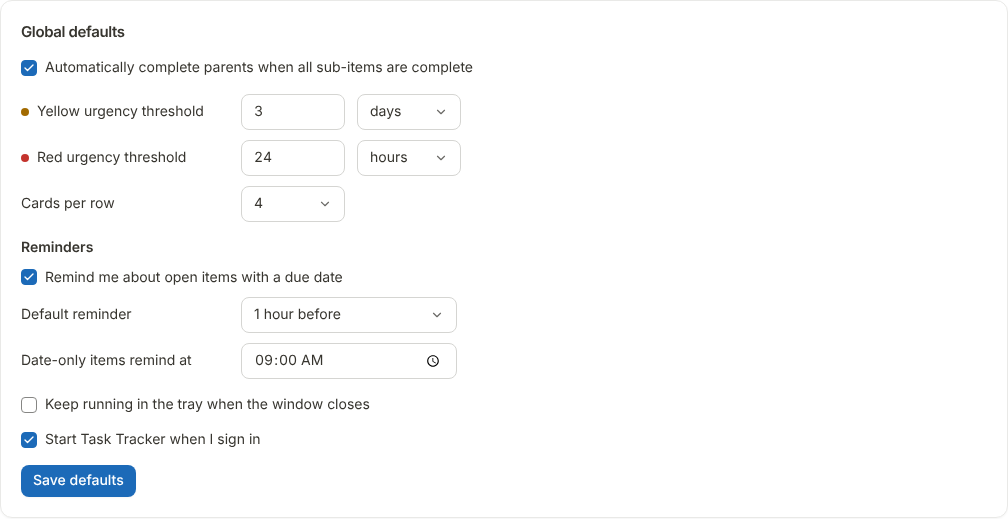 Global defaults
Automatically complete parents when all sub-items are complete
Yellow urgency threshold 3 days
Red urgency threshold 24 hours
Cards per row 4
Reminders
Remind me about open items with a due date
Default reminder 1 hour before
Date-only items remind at 09:00 AM
Keep running in the tray when the window closes
Start Task Tracker when I sign in
Save defaults